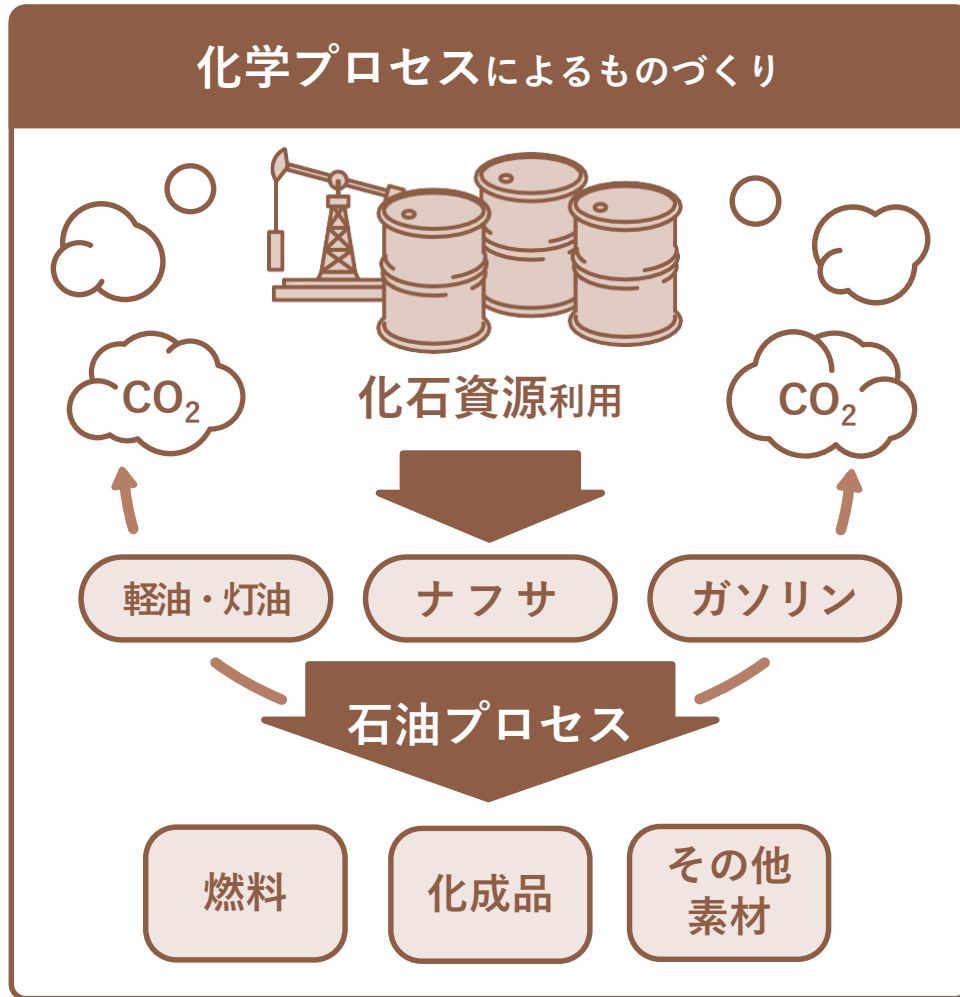 化学プロセスによるものづくり
CO₂
CO₂
化石資源利用
軽油・灯油
ナフサ
ガソリン
石油プロセス
燃料
化成品
その他
素材